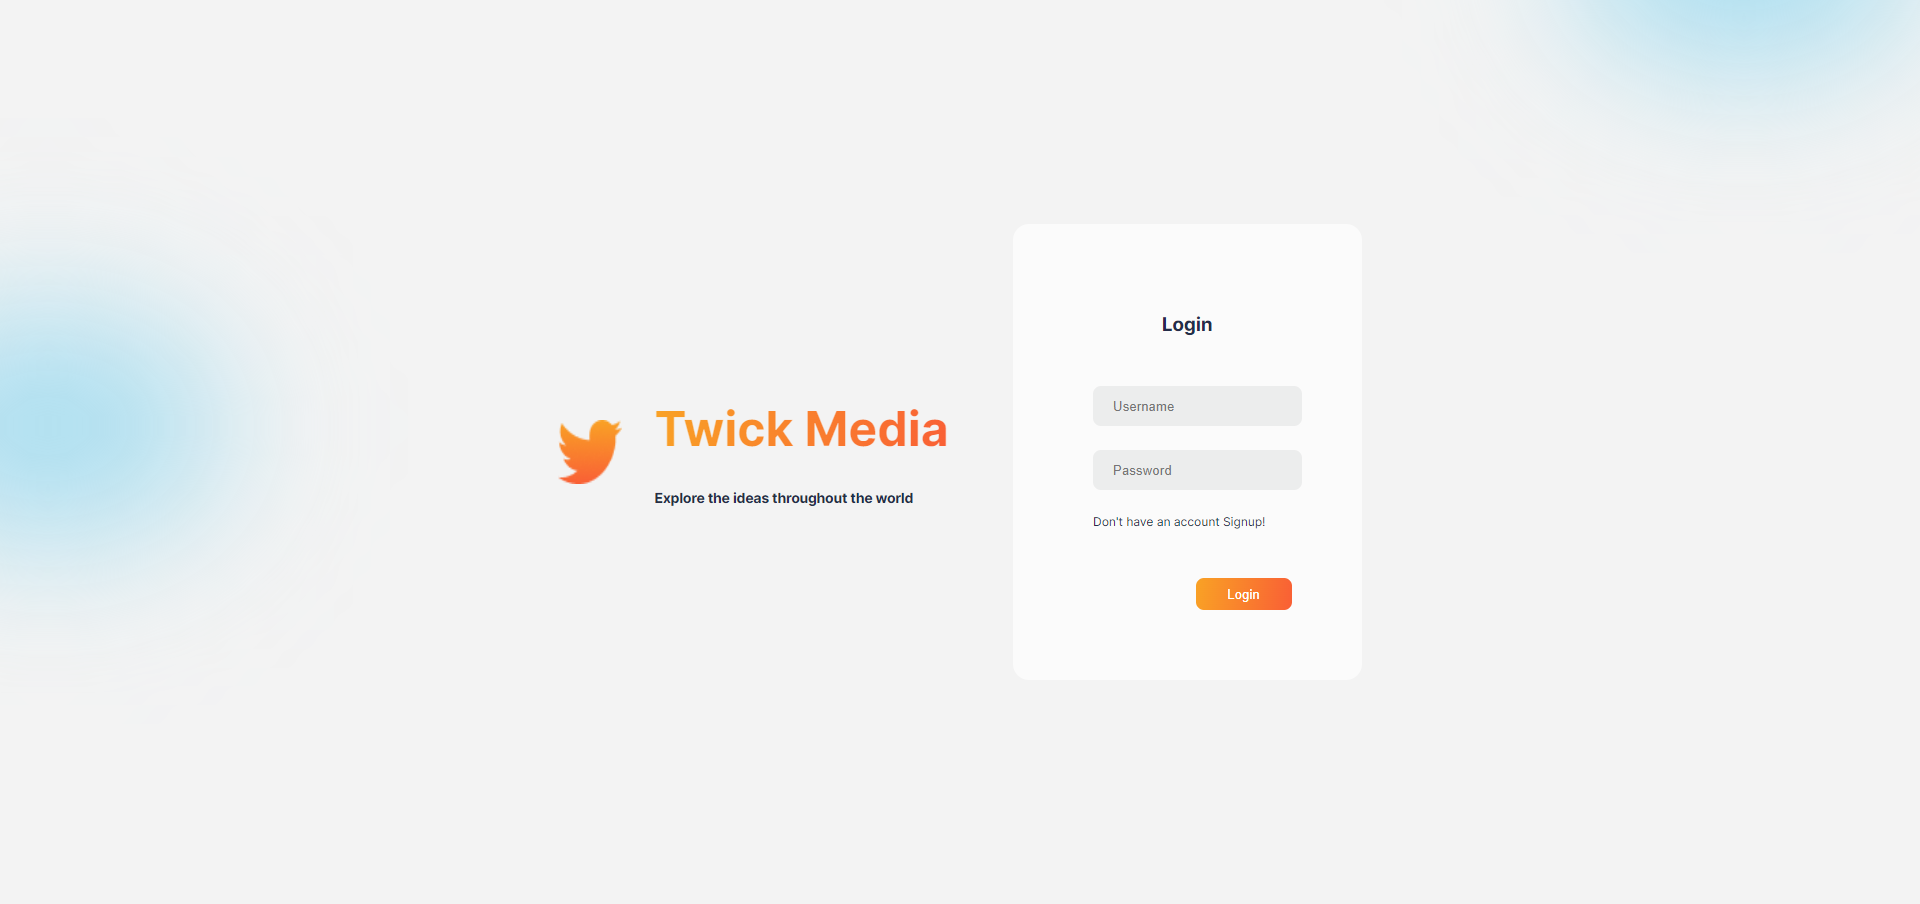 Twick Media
Explore the ideas throughout the world
Login
Username
Password
Don't have an account Signup!
Login